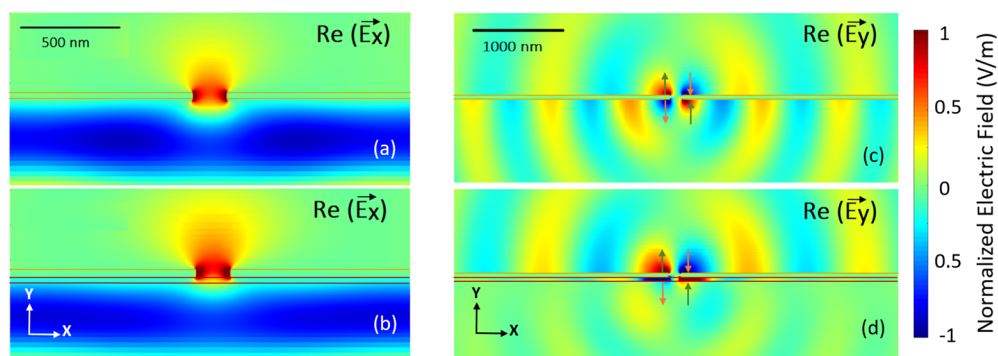 500 nm
Re (Ex)
(a)
Re (Ex)
Y
X
(b)
1000 nm
Re (Ey)
(c)
Re (Ey)
Y
X
(d)
1
0.5
0
0.5
-1
Normalized Electric Field (V/m)